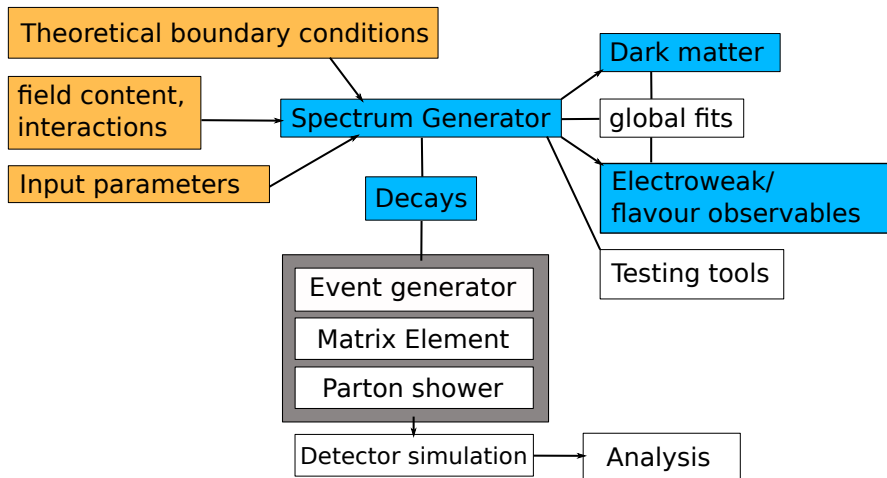 Theoretical boundary conditions
Dark matter
field content,
interactions
Spectrum Generator
global fits
Input parameters
Decays
Electroweak/
flavour observables
Testing tools
Event generator
Matrix Element
Parton shower
Detector simulation
Analysis